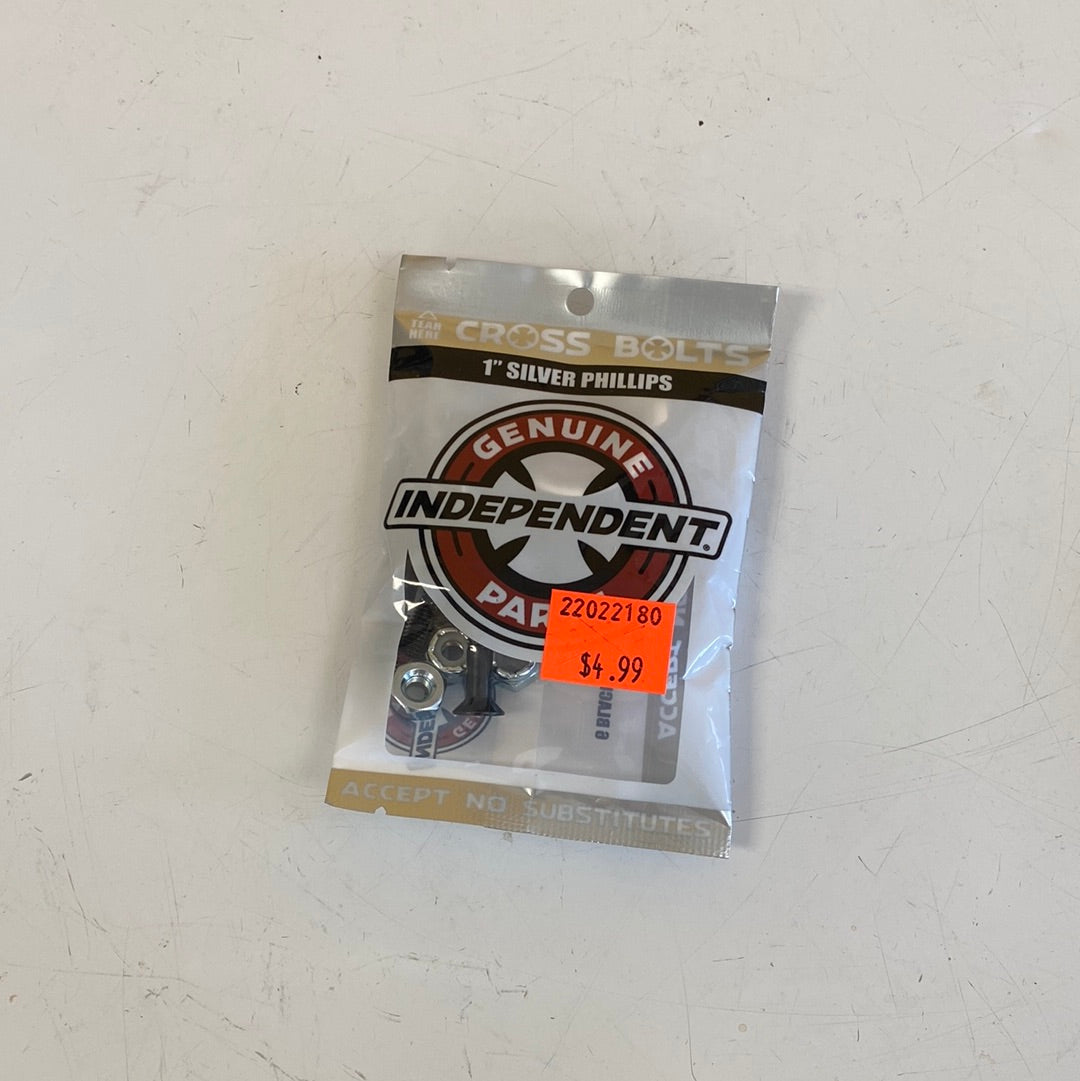 TEAR
HERE
CROSS BOLTS
1" SILVER PHILLIPS
GENUINE
INDEPENDENT®
22022180
$4.99
ACCEPT NO SUBSTITUTES